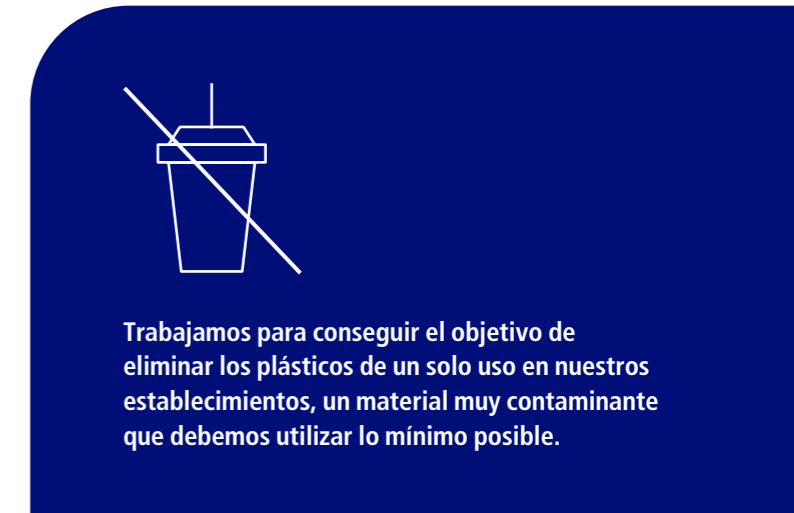 Trabajamos para conseguir el objetivo de
eliminar los plásticos de un solo uso en nuestros
establecimientos, un material muy contaminante
que debemos utilizar lo mínimo posible.